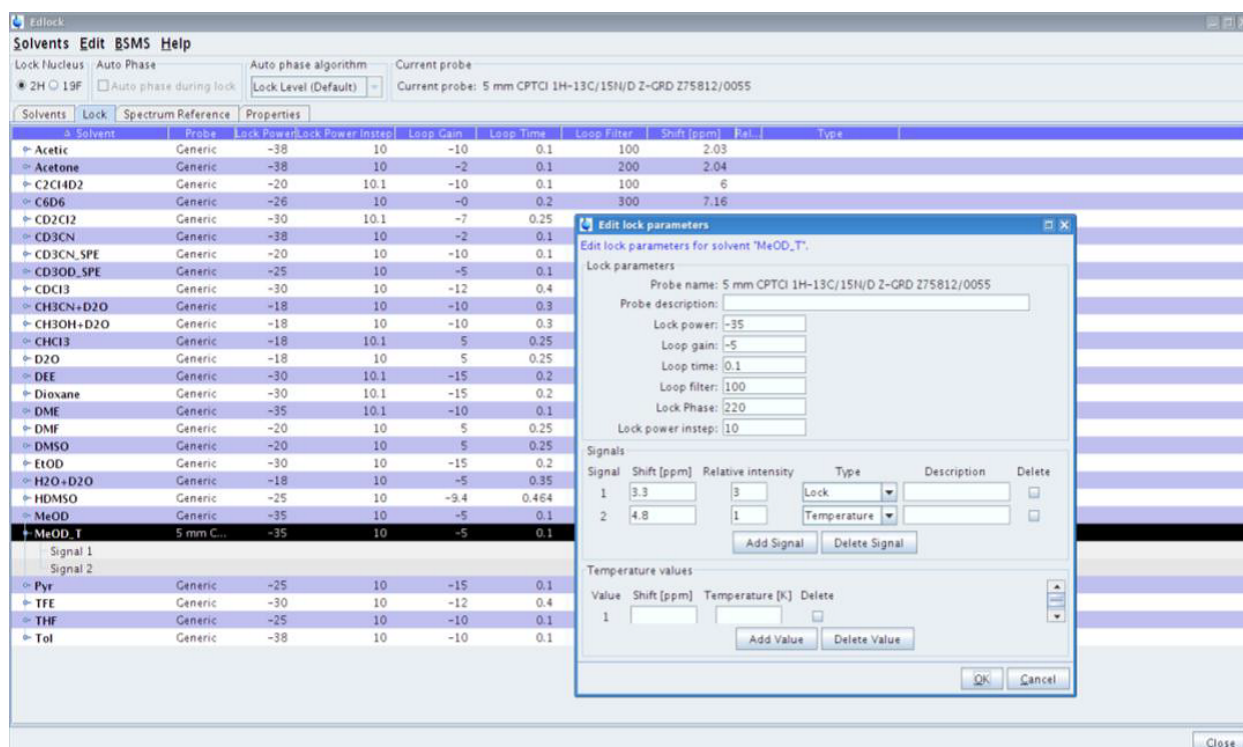 Edlock
Solvents Edit BSMS Help
Lock Nucleus Auto Phase Auto phase algorithm Current probe
2H 19F Auto phase during lock Lock Level (Default) Current probe: 5 mm CPTCI 1H-13C/15N/D Z-GRD Z75812/0055
Solvents Lock Spectrum Reference Properties
Solvent Probe Lock Power Lock Power Instep Loop Gain Loop Time Loop Filter Shift [ppm] Rel... Type
Acetic Generic -38 10 -10 0.1 100 2.03
Acetone Generic -38 10 -2 0.1 200 2.04
C2Cl4D2 Generic -20 10.1 -10 0.1 100 6
C6D6 Generic -26 10 -0 0.2 300 7.16
CD2Cl2 Generic -30 10.1 -7 0.25
CD3CN Generic -38 10 -2 0.1
CD3CN_SPE Generic -20 10 -10 0.1
CD3OD_SPE Generic -25 10 -5 0.1
CDCl3 Generic -30 10 -12 0.4
CH3CN+D2O Generic -18 10 -10 0.3
CH3OH+D2O Generic -18 10 -10 0.3
CHCl3 Generic -18 10.1 5 0.25
D2O Generic -18 10 5 0.25
DEE Generic -30 10.1 -15 0.2
Dioxane Generic -30 10.1 -15 0.2
DME Generic -35 10.1 -10 0.1
DMF Generic -20 10 5 0.25
DMSO Generic -20 10 5 0.25
EtOD Generic -30 10 -15 0.2
H2O+D2O Generic -18 10 -5 0.35
HDMSO Generic -25 10 -9.4 0.464
MeOD Generic -35 10 -5 0.1
MeOD_T 5 mm C... -35 10 -5 0.1
Signal 1
Signal 2
Pyr Generic -25 10 -15 0.1
TFE Generic -30 10 -12 0.4
THF Generic -25 10 -10 0.1
Tol Generic -38 10 -10 0.1
Edit lock parameters
Edit lock parameters for solvent "MeOD_T".
Lock parameters
Probe name: 5 mm CPTCI 1H-13C/15N/D Z-GRD Z75812/0055
Probe description:
Lock power: -35
Loop gain: -5
Loop time: 0.1
Loop filter: 100
Lock Phase: 220
Lock power instep: 10
Signals
Signal Shift [ppm] Relative intensity Type Description Delete
1 3.3 3 Lock
2 4.8 1 Temperature
Add Signal Delete Signal
Temperature values
Value Shift [ppm] Temperature [K] Delete
1
Add Value Delete Value
OK Cancel
Close